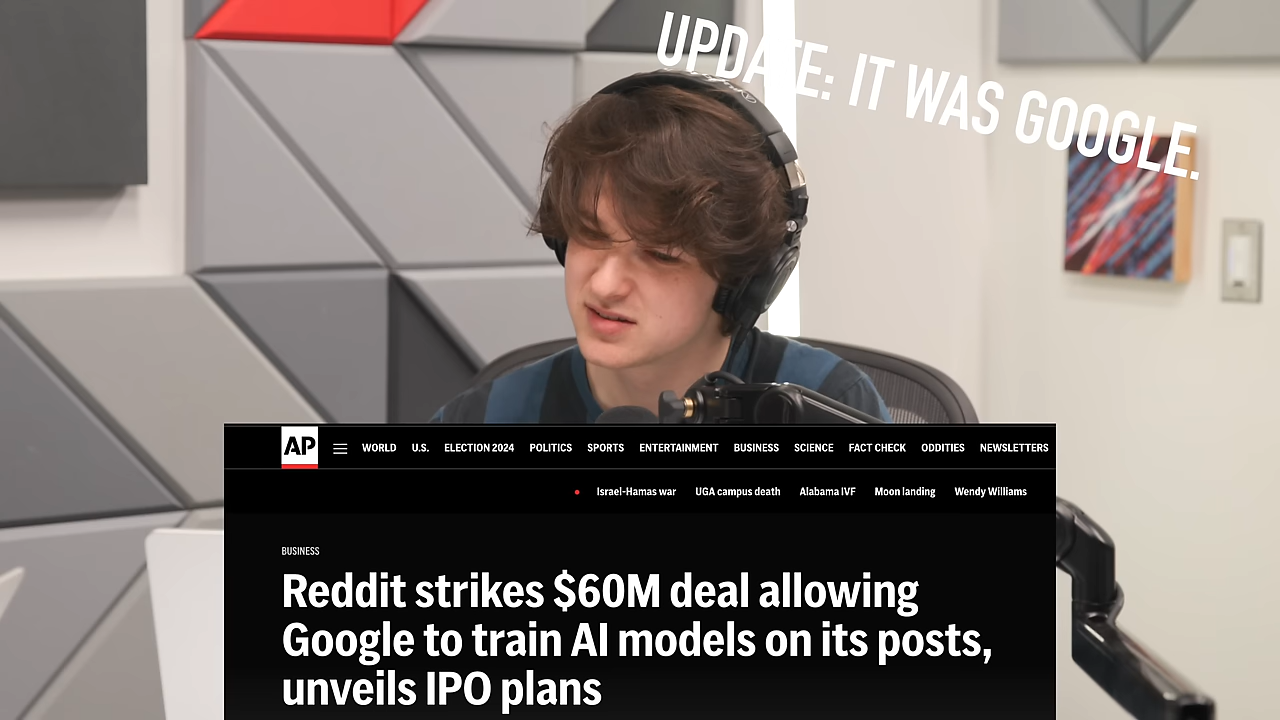 UPDATE: IT WAS GOOGLE.
AP
WORLD U.S. ELECTION 2024 POLITICS SPORTS ENTERTAINMENT BUSINESS SCIENCE FACT CHECK ODDITIES NEWSLETTERS
Israel-Hamas war UGA campus death Alabama IVF Moon landing Wendy Williams
BUSINESS
Reddit strikes $60M deal allowing
Google to train AI models on its posts,
unveils IPO plans